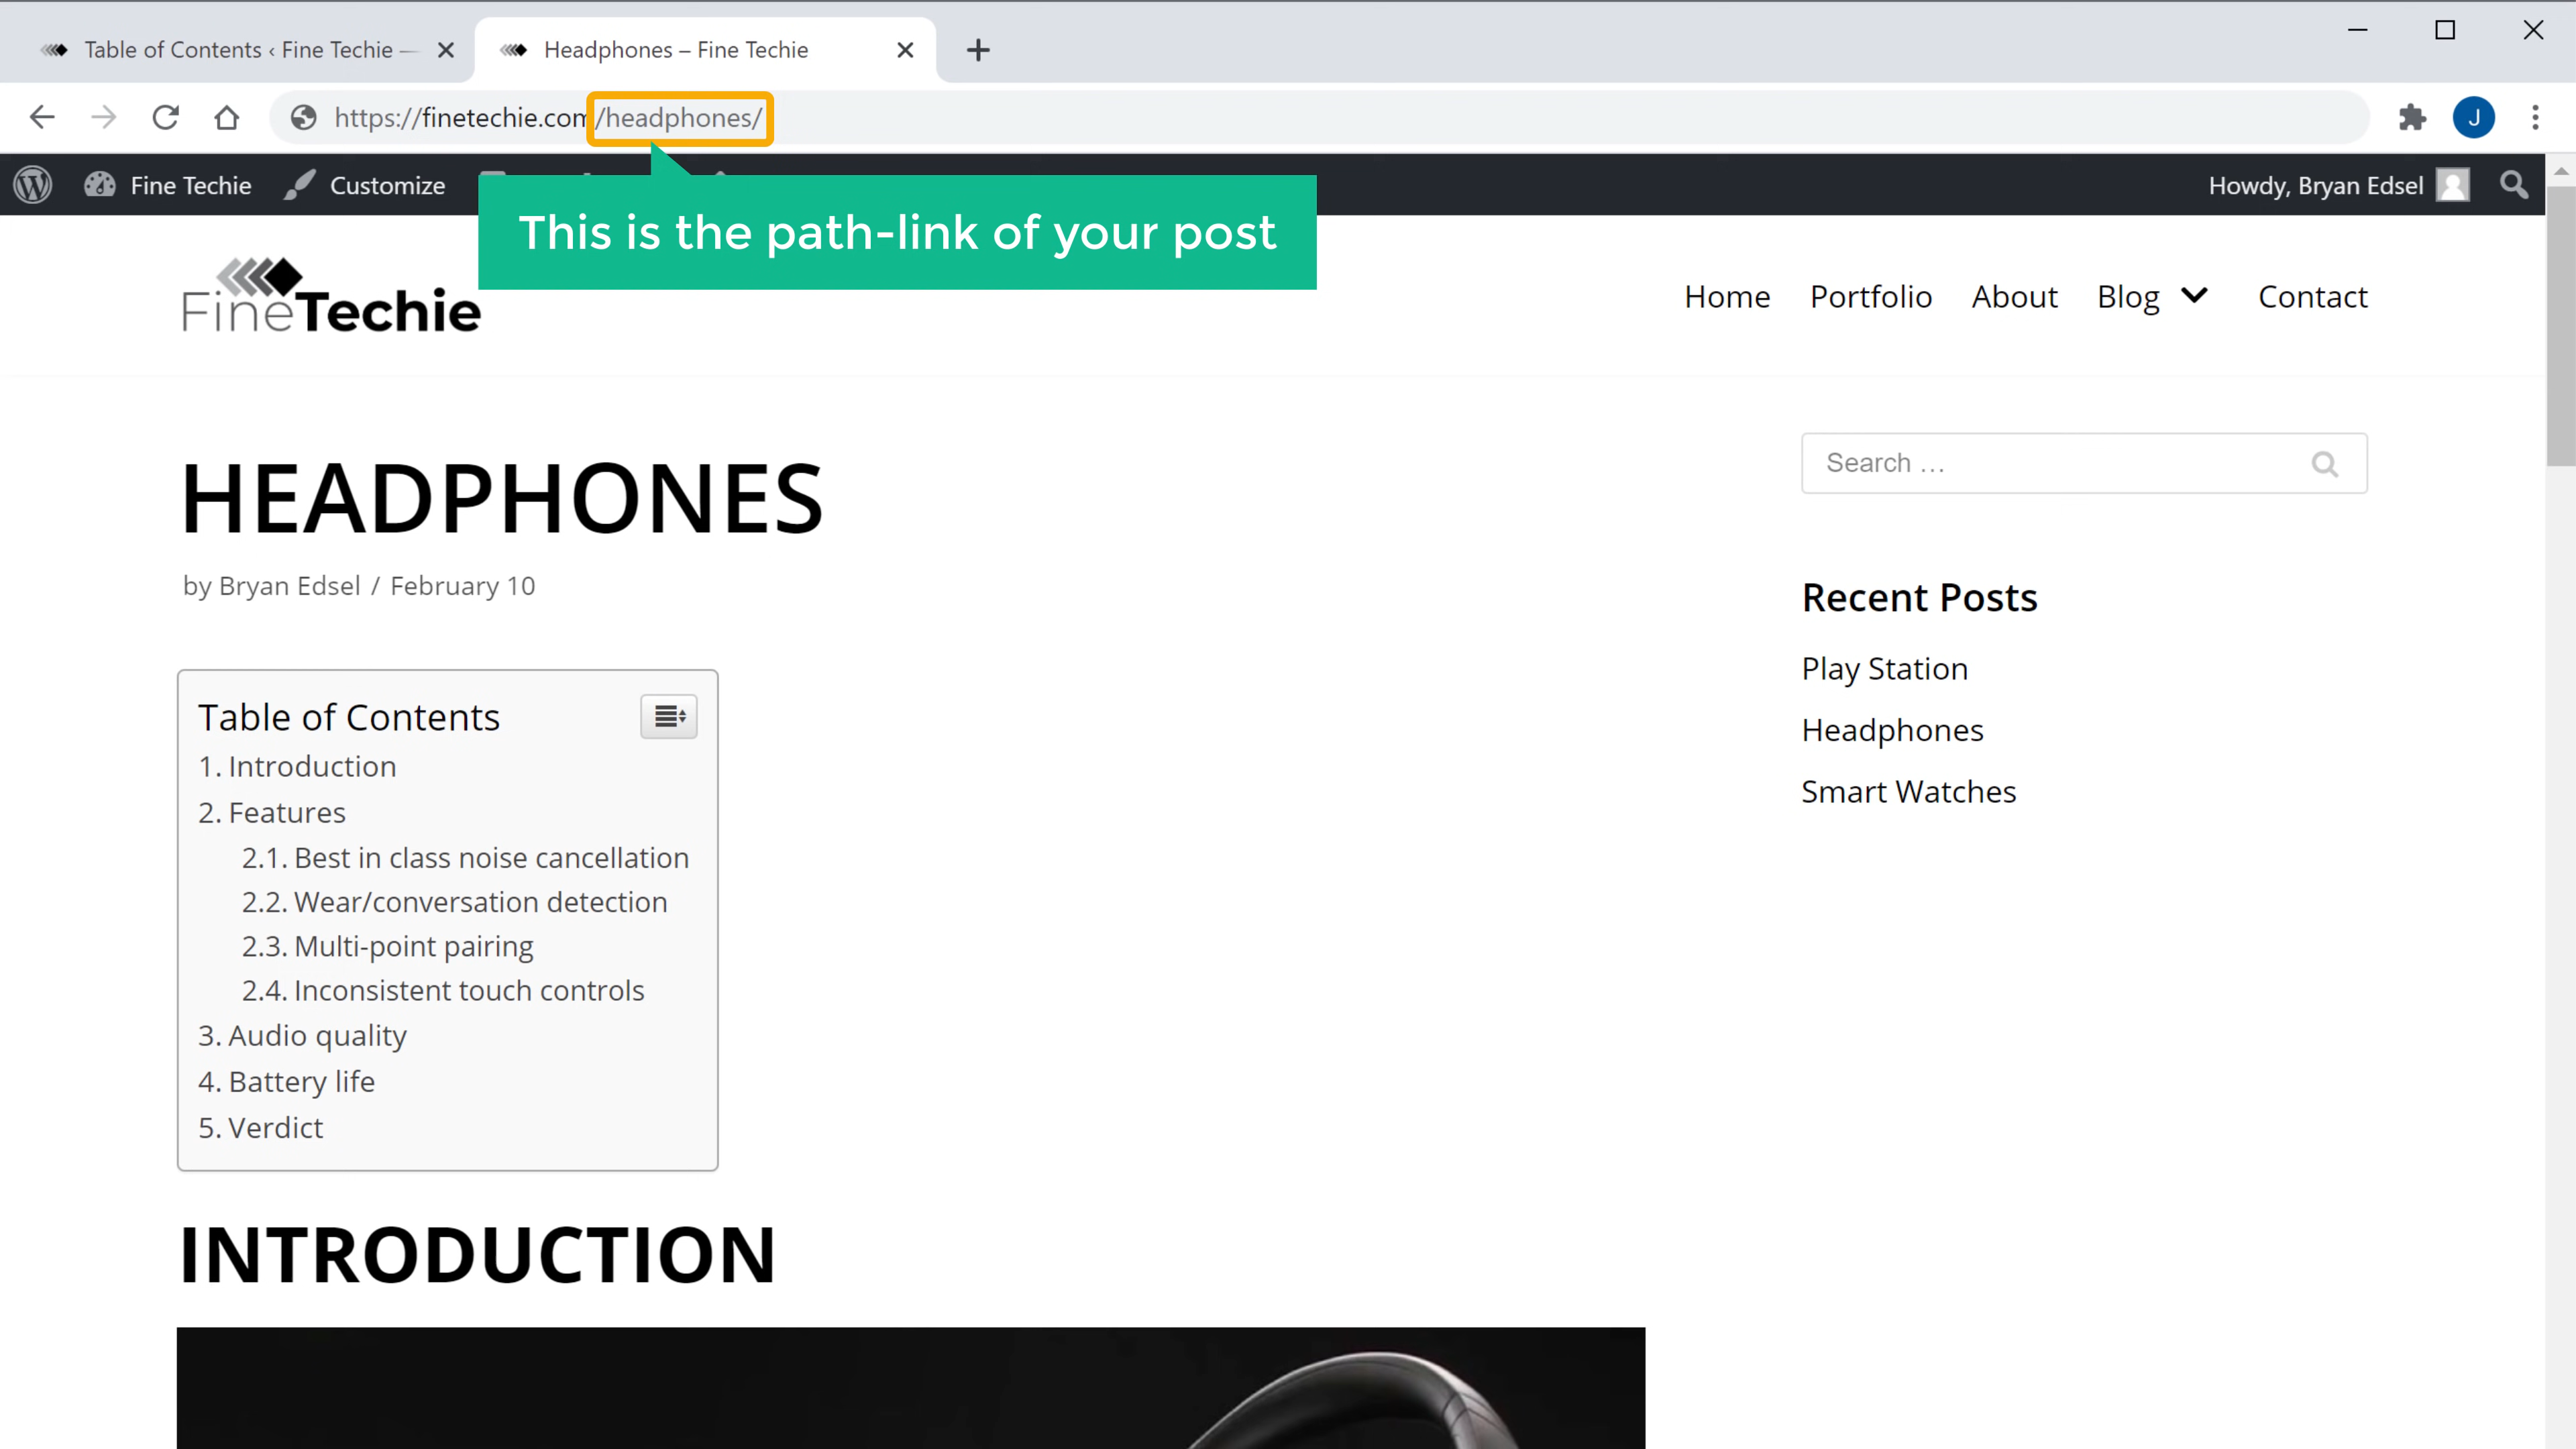 Table of Contents ‹ Fine Techie —
Headphones – Fine Techie
https://finetechie.com/headphones/
J
Fine Techie
Customize
Howdy, Bryan Edsel
This is the path-link of your post
FineTechie
Home
Portfolio
About
Blog
Contact
HEADPHONES
by Bryan Edsel / February 10
Search …
Recent Posts
Play Station
Headphones
Smart Watches
Table of Contents
1. Introduction
2. Features
2.1. Best in class noise cancellation
2.2. Wear/conversation detection
2.3. Multi-point pairing
2.4. Inconsistent touch controls
3. Audio quality
4. Battery life
5. Verdict
INTRODUCTION